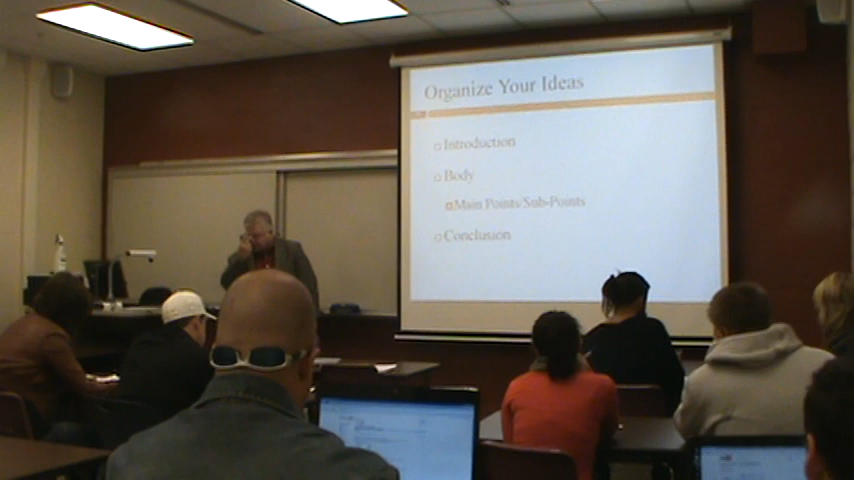 Organize Your Ideas
Introduction
Body
Main Points/Sub-Points
Conclusion